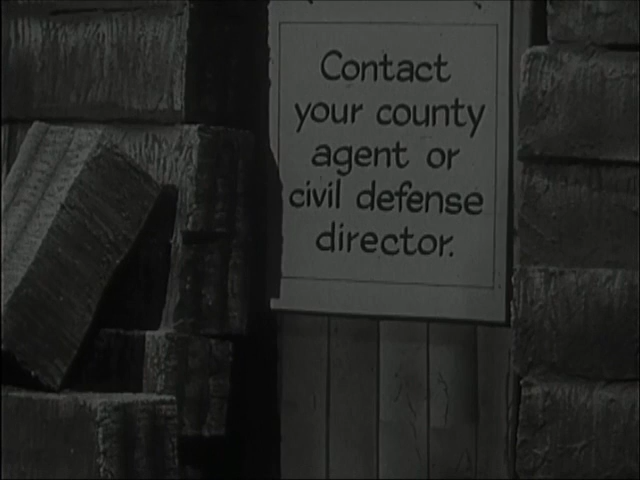 Contact
your county
agent or
civil defense
director.